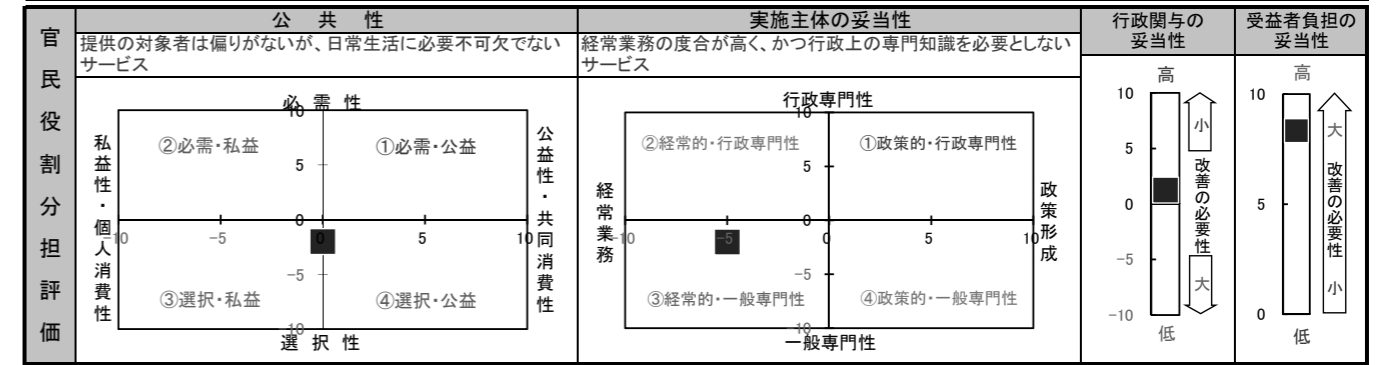 官民役割分担評価
公共性
提供の対象者は偏りがないが、日常生活に必要不可欠でない
サービス
必需性
②必需・私益
①必需・公益
私益性・個人消費性
公益性・共同消費性
③選択・私益
④選択・公益
選択性
10
5
0
-5
-10
-10
-5
0
5
10
実施主体の妥当性
経常業務の度合が高く、かつ行政上の専門知識を必要としない
サービス
行政専門性
②経常的・行政専門性
①政策的・行政専門性
経常業務
政策形成
③経常的・一般専門性
④政策的・一般専門性
一般専門性
10
5
0
-5
-10
-10
-5
0
5
10
行政関与の
妥当性
高
10
5
0
-5
-10
低
小
改善の必要性
大
受益者負担の
妥当性
高
10
5
0
低
大
改善の必要性
小